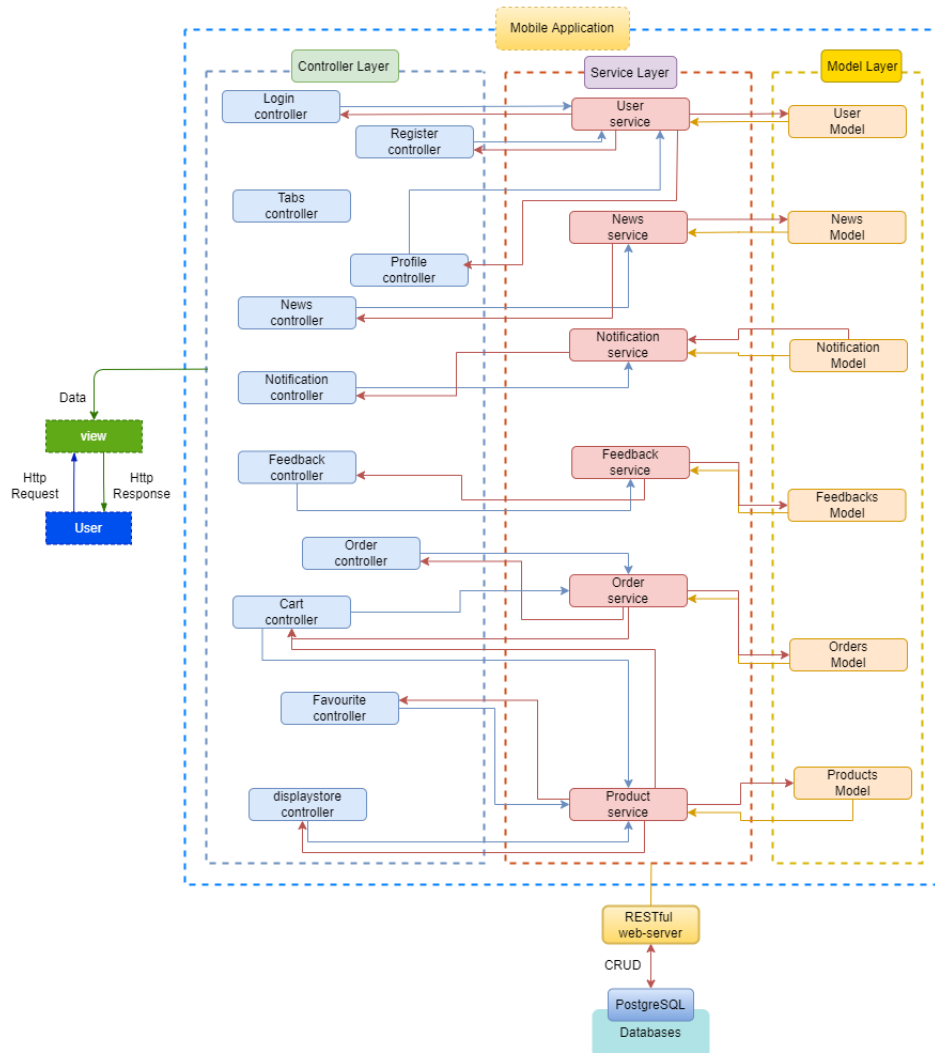 Mobile Application
Controller Layer
Service Layer
Model Layer
Login
controller
User
service
User
Model
Register
controller
Tabs
controller
News
service
News
Model
Profile
controller
News
controller
Notification
service
Notification
Model
Notification
controller
Data
view
Http
Request
Http
Response
User
Feedback
controller
Feedback
service
Feedbacks
Model
Order
controller
Order
service
Cart
controller
Orders
Model
Favourite
controller
Products
Model
displaystore
controller
Product
service
RESTful
web-server
CRUD
PostgreSQL
Databases